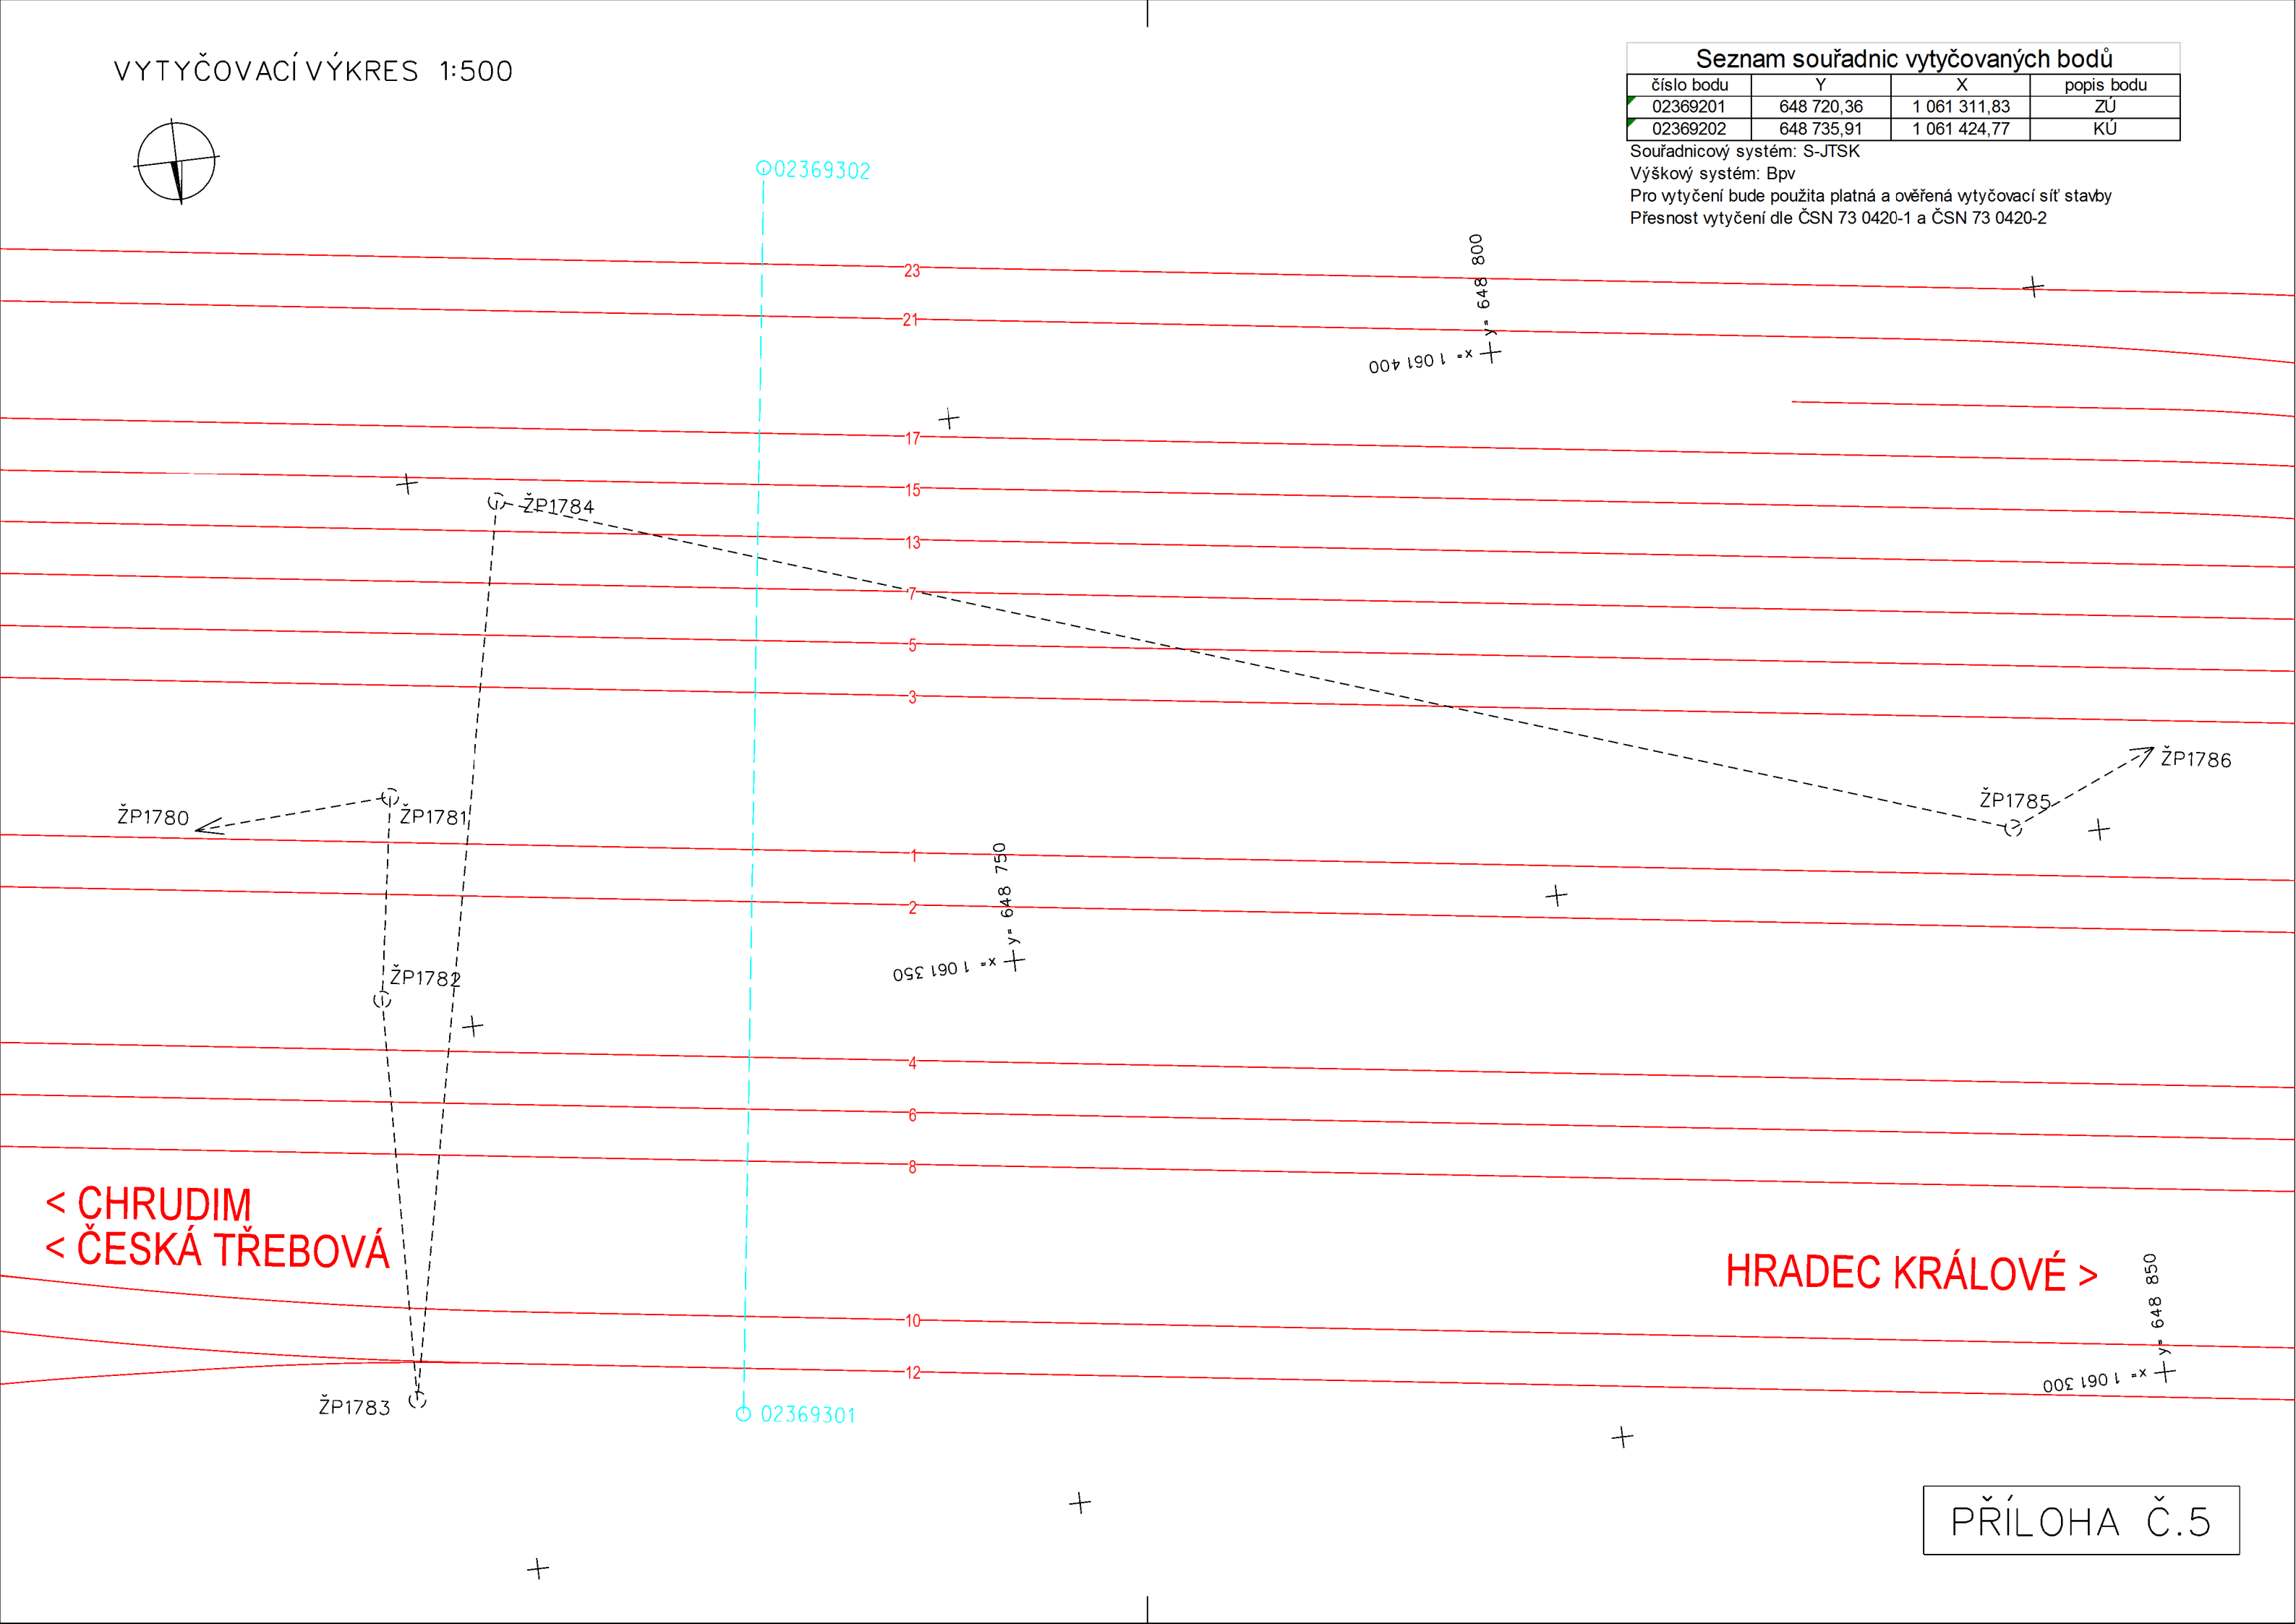 VYTYČOVACÍ VÝKRES 1:500
Seznam souřadnic vytyčovaných bodů
číslo bodu Y X popis bodu
02369201 648 720,36 1 061 311,83 ZÚ
02369202 648 735,91 1 061 424,77 KÚ
Souřadnicový systém: S-JTSK
Výškový systém: Bpv
Pro vytyčení bude použita platná a ověřená vytyčovací síť stavby
Přesnost vytyčení dle ČSN 73 0420-1 a ČSN 73 0420-2
02369302
y= 648 800
x= 1 061 400
23
21
17
15
ŽP1784
13
7
5
3
ŽP1786
ŽP1785
ŽP1780
ŽP1781
1
y= 648 750
x= 1 061 350
2
ŽP1782
4
6
8
< CHRUDIM
< ČESKÁ TŘEBOVÁ
HRADEC KRÁLOVÉ >
y= 648 850
x= 1 061 300
10
12
ŽP1783
02369301
PŘÍLOHA Č.5